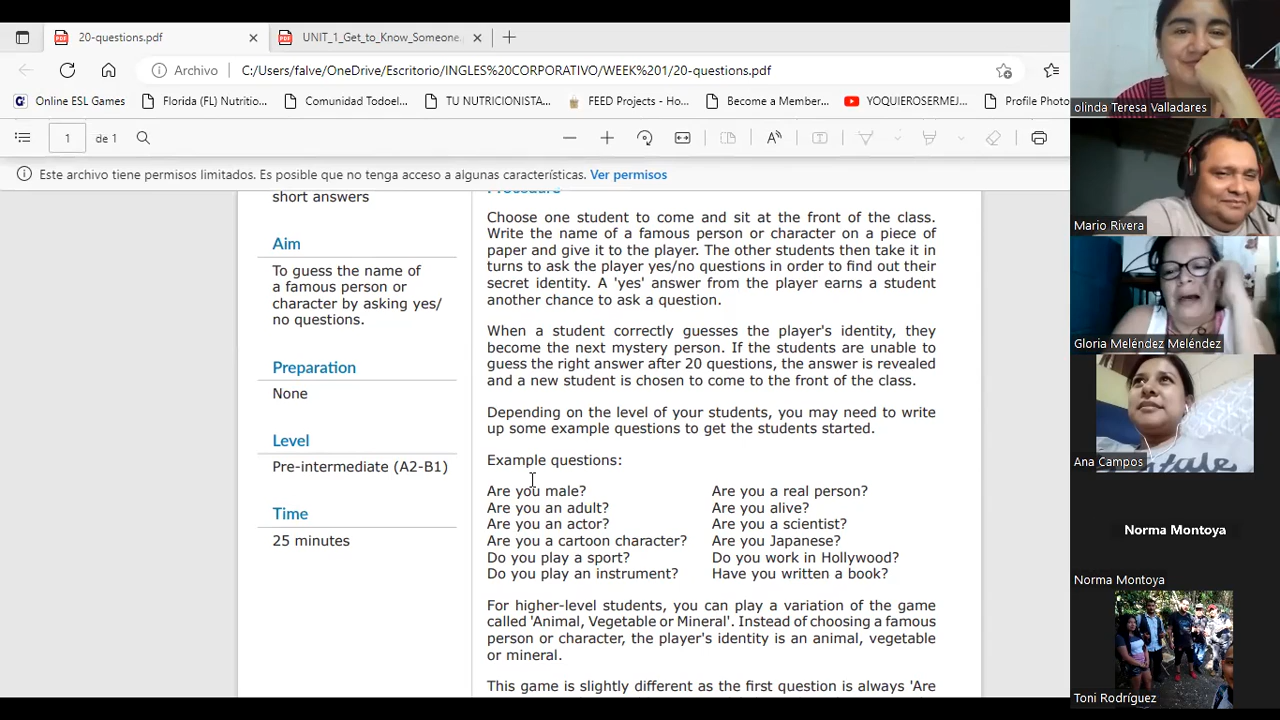 20-questions.pdf
UNIT_1_Get_to_Know_Someone.
Archivo
C:/Users/falve/OneDrive/Escritorio/INGLES%20CORPORATIVO/WEEK%201/20-questions.pdf
Online ESL Games
Florida (FL) Nutritio...
Comunidad Todoel...
TU NUTRICIONISTA...
FEED Projects - Ho...
Become a Member...
YOQUIEROSERMEJ...
Profile Photo
1 de 1
Este archivo tiene permisos limitados. Es posible que no tenga acceso a algunas características. Ver permisos
short answers
Aim
To guess the name of
a famous person or
character by asking yes/
no questions.
Preparation
None
Level
Pre-intermediate (A2-B1)
Time
25 minutes
Procedure
Choose one student to come and sit at the front of the class.
Write the name of a famous person or character on a piece of
paper and give it to the player. The other students then take it in
turns to ask the player yes/no questions in order to find out their
secret identity. A 'yes' answer from the player earns a student
another chance to ask a question.
When a student correctly guesses the player's identity, they
become the next mystery person. If the students are unable to
guess the right answer after 20 questions, the answer is revealed
and a new student is chosen to come to the front of the class.
Depending on the level of your students, you may need to write
up some example questions to get the students started.
Example questions:
Are you male?
Are you an adult?
Are you an actor?
Are you a cartoon character?
Do you play a sport?
Do you play an instrument?
Are you a real person?
Are you alive?
Are you a scientist?
Are you Japanese?
Do you work in Hollywood?
Have you written a book?
For higher-level students, you can play a variation of the game
called 'Animal, Vegetable or Mineral'. Instead of choosing a famous
person or character, the player's identity is an animal, vegetable
or mineral.
This game is slightly different as the first question is always 'Are
olinda Teresa Valladares
Mario Rivera
Gloria Meléndez Meléndez
Ana Campos
Norma Montoya
Norma Montoya
Toni Rodríguez